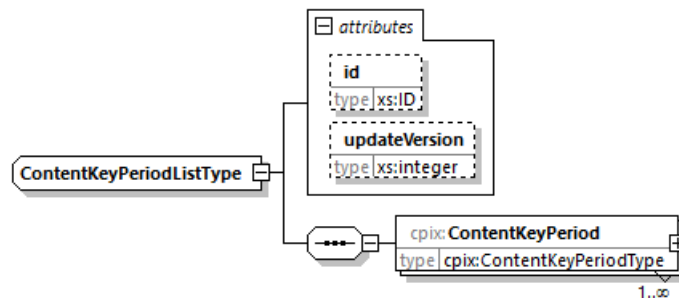 attributes
id
type xs:ID
updateVersion
type xs:integer
ContentKeyPeriodListType
cpix:ContentKeyPeriod
type cpix:ContentKeyPeriodType
1..∞